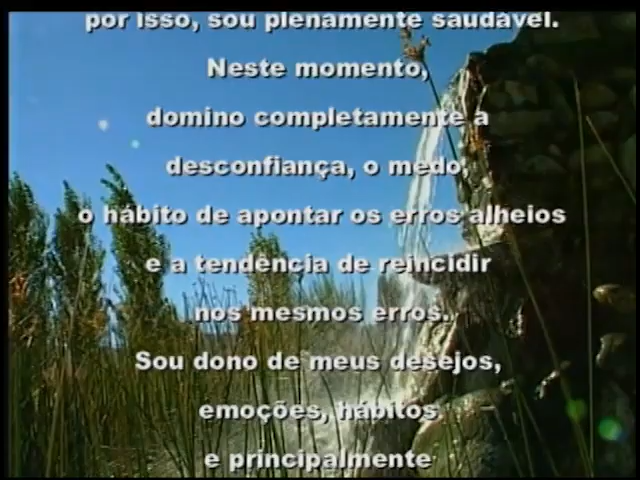 por isso, sou plenamente saudável.
Neste momento,
domino completamente a
desconfiança, o medo,
o hábito de apontar os erros alheios
e a tendência de reincidir
nos mesmos erros.
Sou dono de meus desejos,
emoções, hábitos
e principalmente